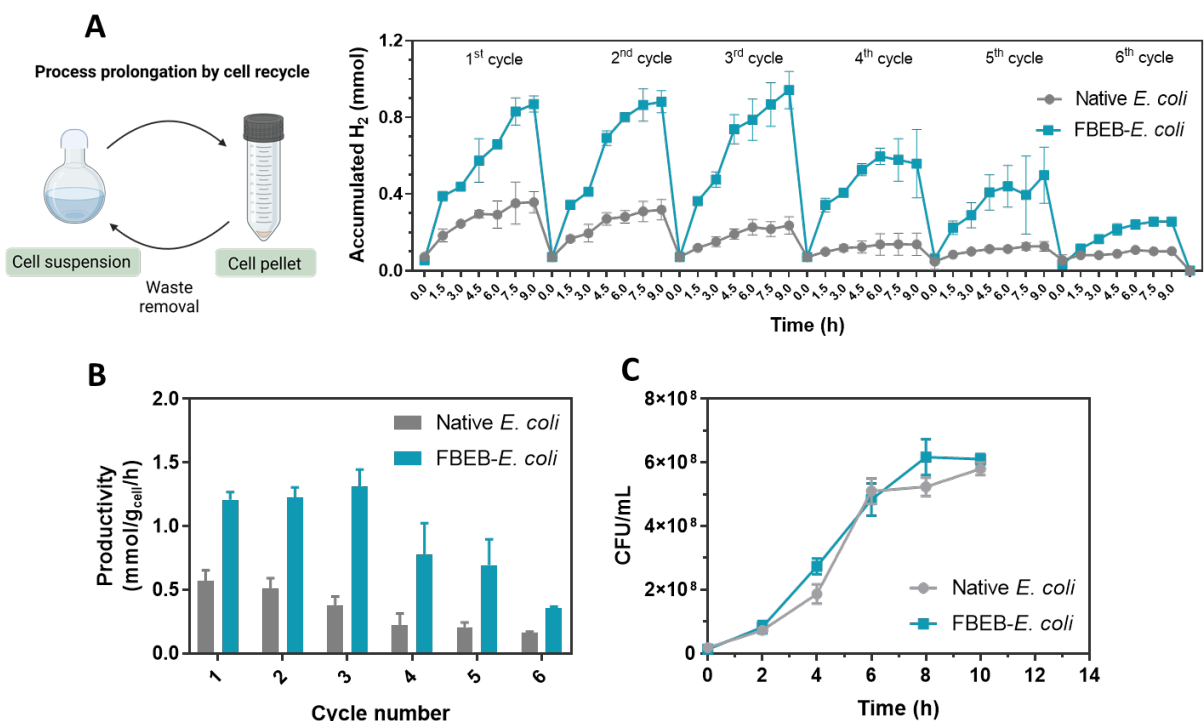 A
Process prolongation by cell recycle
Cell suspension
Cell pellet
Waste
removal
Accumulated H₂ (mmol)
1.2
0.8
0.4
0.0
1st cycle
2nd cycle
3rd cycle
4th cycle
5th cycle
6th cycle
Native E. coli
FBEB-E. coli
0.0 1.5 3.0 4.5 6.0 7.5 9.0 0.0 1.5 3.0 4.5 6.0 7.5 9.0 0.0 1.5 3.0 4.5 6.0 7.5 9.0 0.0 1.5 3.0 4.5 6.0 7.5 9.0 0.0 1.5 3.0 4.5 6.0 7.5 9.0 0.0 1.5 3.0 4.5 6.0 7.5 9.0
Time (h)
B
Productivity
(mmol/gcell/h)
2.0
1.5
1.0
0.5
0.0
Native E. coli
FBEB-E. coli
1 2 3 4 5 6
Cycle number
C
CFU/mL
8×10⁸
6×10⁸
4×10⁸
2×10⁸
0
Native E. coli
FBEB-E. coli
0 2 4 6 8 10 12 14
Time (h)